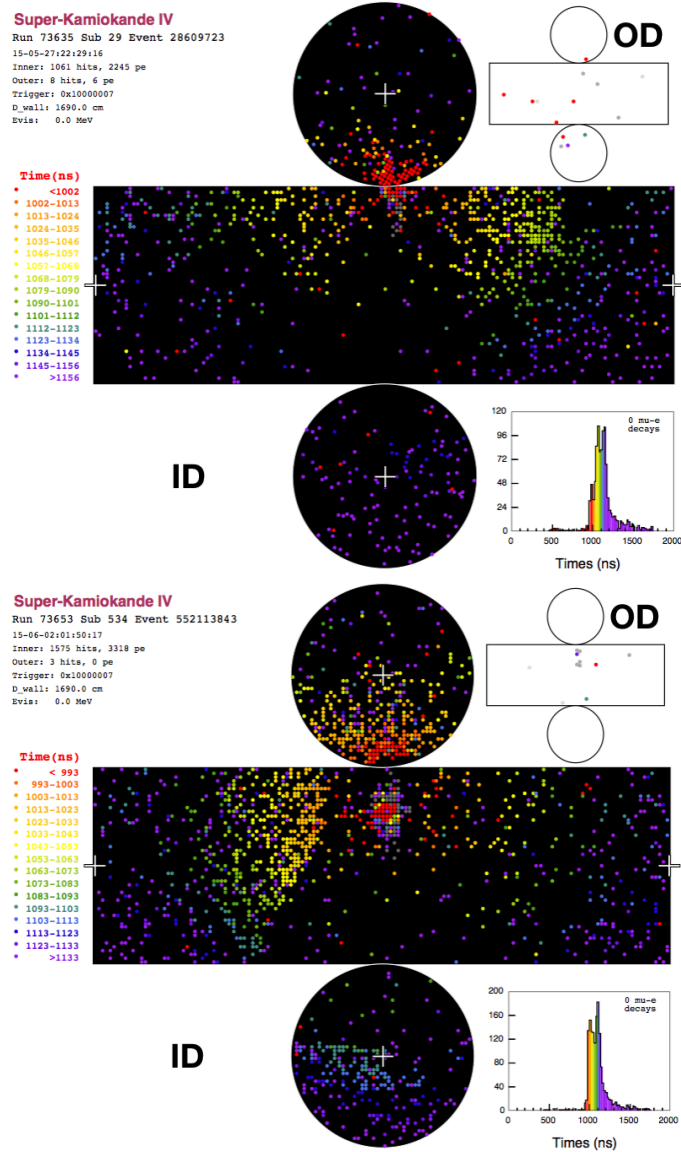 Super-Kamiokande IV
Run 73635 Sub 29 Event 28609723
15-05-27:22:29:16
Inner: 1061 hits, 2245 pe
Outer: 8 hits, 6 pe
Trigger: 0x10000007
D_wall: 1690.0 cm
Evis: 0.0 MeV
OD
Time(ns)
<1002
1002-1013
1013-1024
1024-1035
1035-1046
1046-1057
1057-1068
1068-1079
1079-1090
1090-1101
1101-1112
1112-1123
1123-1134
1134-1145
1145-1156
>1156
ID
0 mu-e
decays
120
96
72
48
24
0
0 500 1000 1500 2000
Times (ns)
Super-Kamiokande IV
Run 73653 Sub 534 Event 552113843
15-06-02:01:50:17
Inner: 1575 hits, 3318 pe
Outer: 3 hits, 0 pe
Trigger: 0x10000007
D_wall: 1690.0 cm
Evis: 0.0 MeV
OD
Time(ns)
< 993
993-1003
1003-1013
1013-1023
1023-1033
1033-1043
1043-1053
1053-1063
1063-1073
1073-1083
1083-1093
1093-1103
1103-1113
1113-1123
1123-1133
>1133
ID
0 mu-e
decays
200
160
120
80
40
0
0 500 1000 1500 2000
Times (ns)